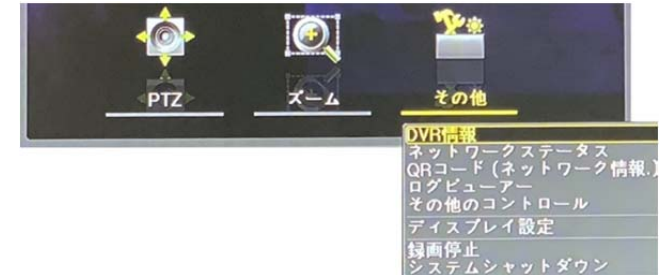 PTZ
ズーム
その他
DVR情報
ネットワークステータス
QRコード (ネットワーク情報.)
ログビューアー
その他のコントロール
ディスプレイ設定
録画停止
システムシャットダウン